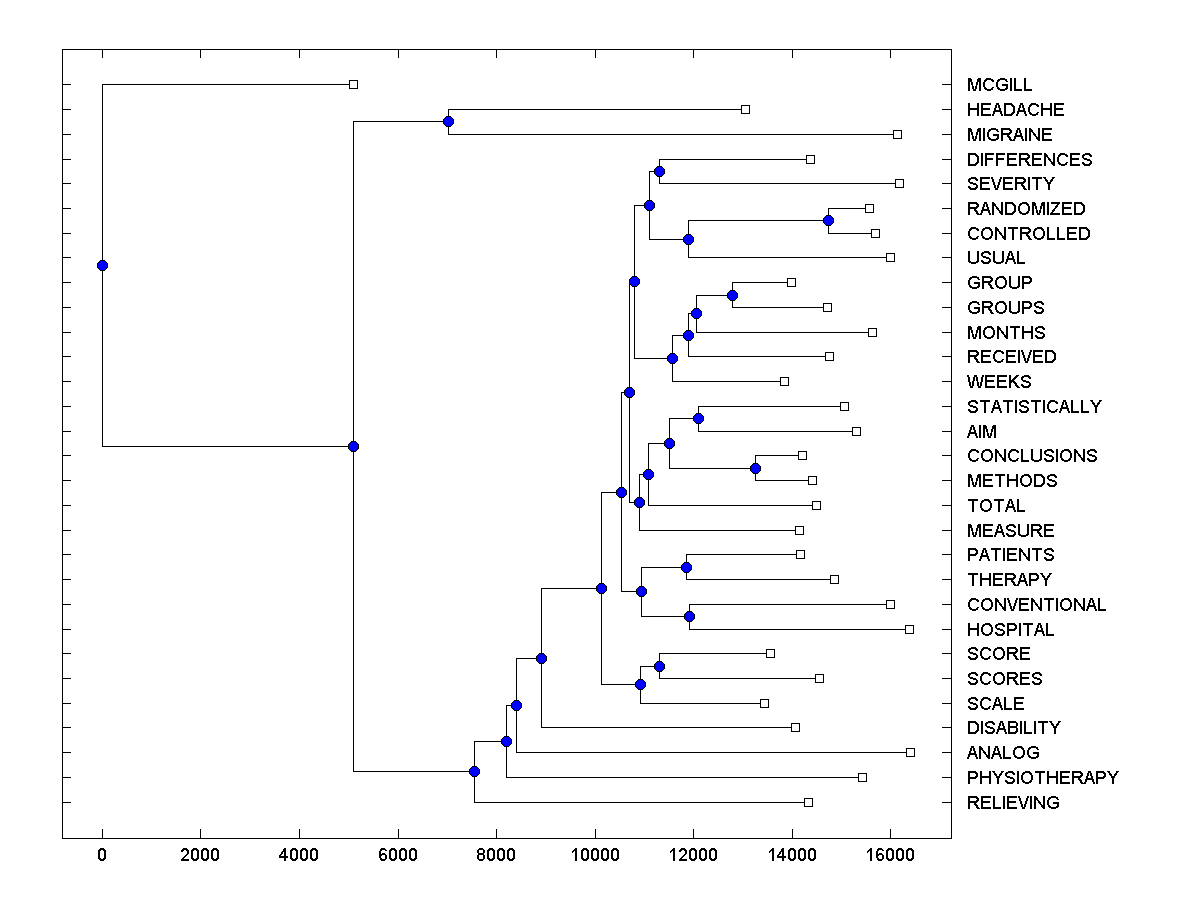 MCGILL
HEADACHE
MIGRAINE
DIFFERENCES
SEVERITY
RANDOMIZED
CONTROLLED
USUAL
GROUP
GROUPS
MONTHS
RECEIVED
WEEKS
STATISTICALLY
AIM
CONCLUSIONS
METHODS
TOTAL
MEASURE
PATIENTS
THERAPY
CONVENTIONAL
HOSPITAL
SCORE
SCORES
SCALE
DISABILITY
ANALOG
PHYSIOTHERAPY
RELIEVING
0 2000 4000 6000 8000 10000 12000 14000 16000